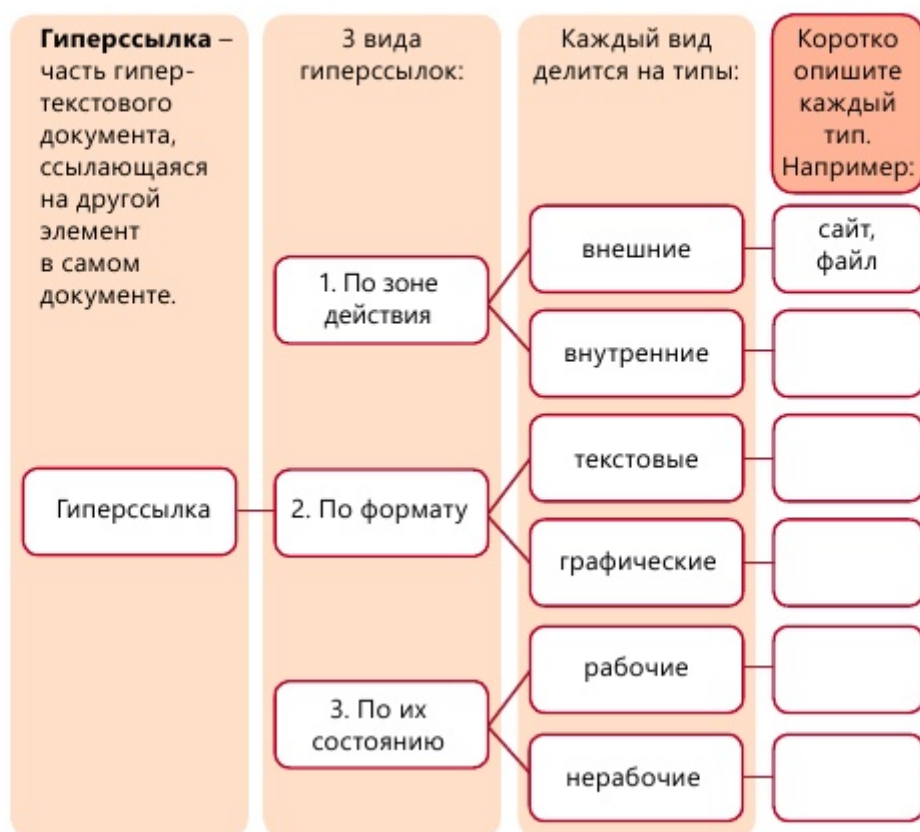 Гиперссылка –
часть гипер-
текстового
документа,
ссылающаяся
на другой
элемент
в самом
документе.
3 вида
гиперссылок:
Каждый вид
делится на типы:
Коротко
опишите
каждый
тип.
Например:
Гиперссылка
1. По зоне
действия
внешние
сайт,
файл
внутренние
2. По формату
текстовые
графические
3. По их
состоянию
рабочие
нерабочие